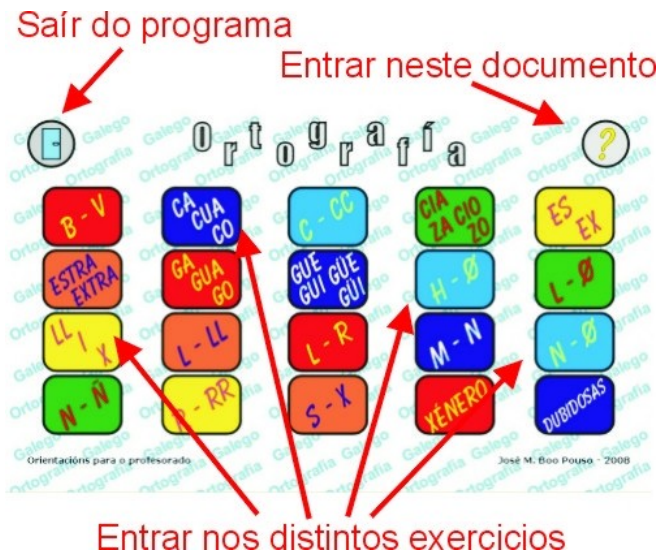 Saír do programa
Entrar neste documento
Ortografía
?
B - V
CA
CUA
CO
C - CC
CIA
ZA CIO
ZO
ES
EX
ESTRA
EXTRA
GA
GUA
GO
GUE GÜE
GUI GÜI
H - Ø
L - Ø
LL
I
X
L - LL
L - R
M - N
N - Ø
N - Ñ
R - RR
S - X
XÉNERO
DUBIDOSAS
Orientacións para o profesorado
José M. Boo Pouso - 2008
Entrar nos distintos exercicios